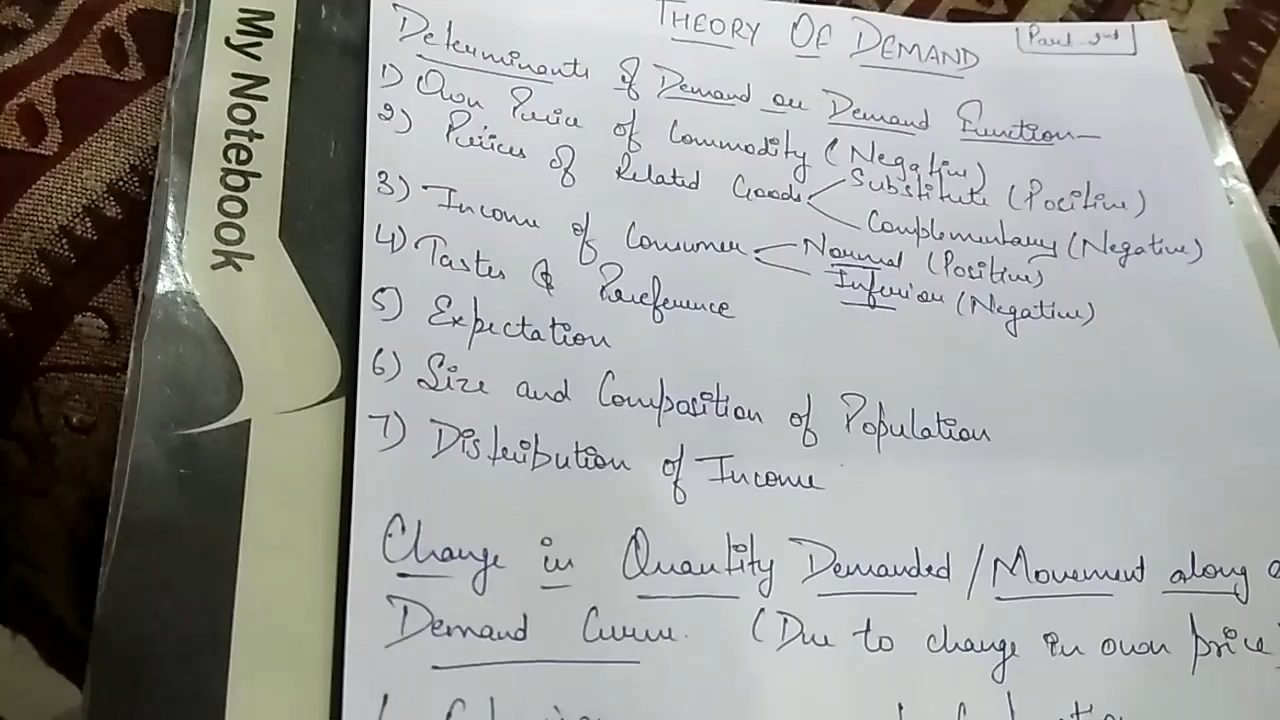 My Notebook
THEORY OF DEMAND
Determinants of Demand or Demand Function-
1) Own Price of Commodity (Negative)
2) Prices of Related Goods
Substitute (Positive)
Complementary (Negative)
3) Income of Consumer
Normal (Positive)
Inferior (Negative)
4) Tastes & Preference
5) Expectation
6) Size and Composition of Population
7) Distribution of Income
Change in Quantity Demanded / Movement along
Demand Curve. (Due to change in own price